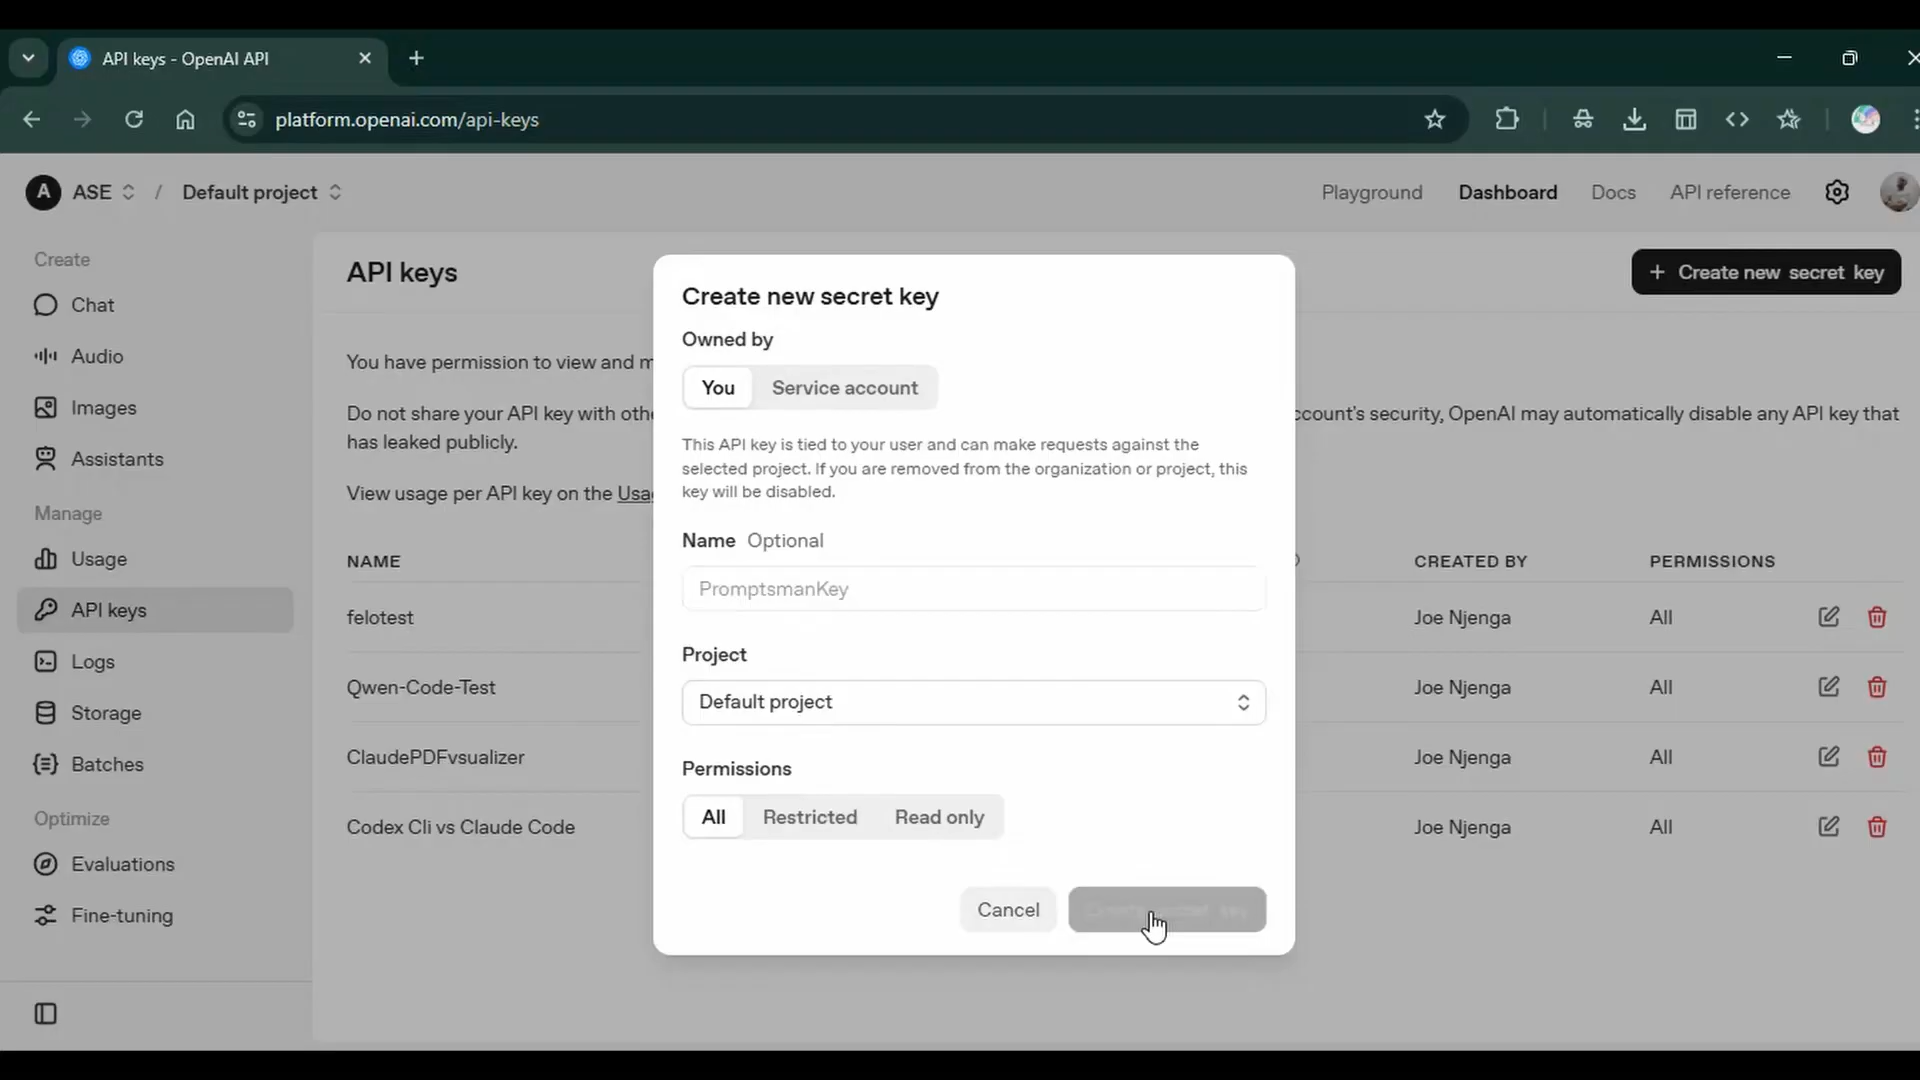 API keys - OpenAI API
platform.openai.com/api-keys
A ASE / Default project
Playground Dashboard Docs API reference
Create
Chat
Audio
Images
Assistants
Manage
Usage
API keys
Logs
Storage
Batches
Optimize
Evaluations
Fine-tuning
API keys
+ Create new secret key
You have permission to view and
Do not share your API key with
account's security, OpenAI may automatically disable any API key that
has leaked publicly.
View usage per API key on the
NAME CREATED BY PERMISSIONS
felotest Joe Njenga All
Qwen-Code-Test Joe Njenga All
ClaudePDFvsualizer Joe Njenga All
Codex Cli vs Claude Code Joe Njenga All
Create new secret key
Owned by
You Service account
This API key is tied to your user and can make requests against the
selected project. If you are removed from the organization or project, this
key will be disabled.
Name Optional
PromptsmanKey
Project
Default project
Permissions
All Restricted Read only
Cancel